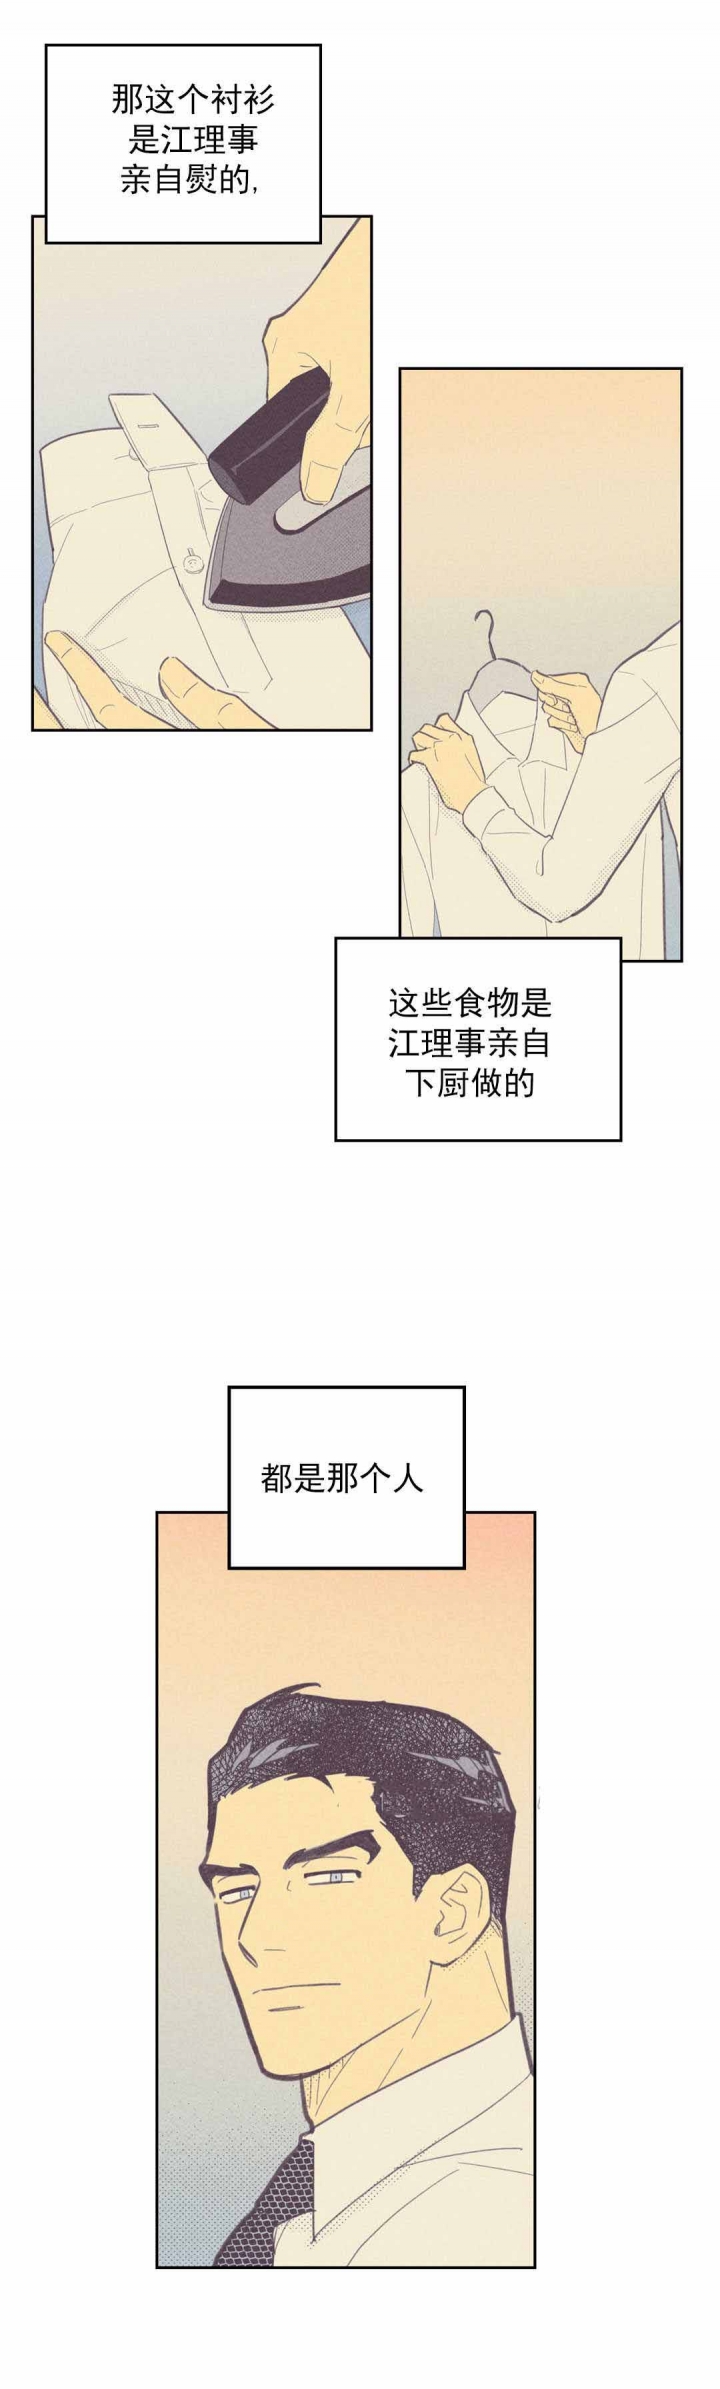 那这个衬衫
是江理事
亲自熨的,
这些食物是
江理事亲自
下厨做的
都是那个人